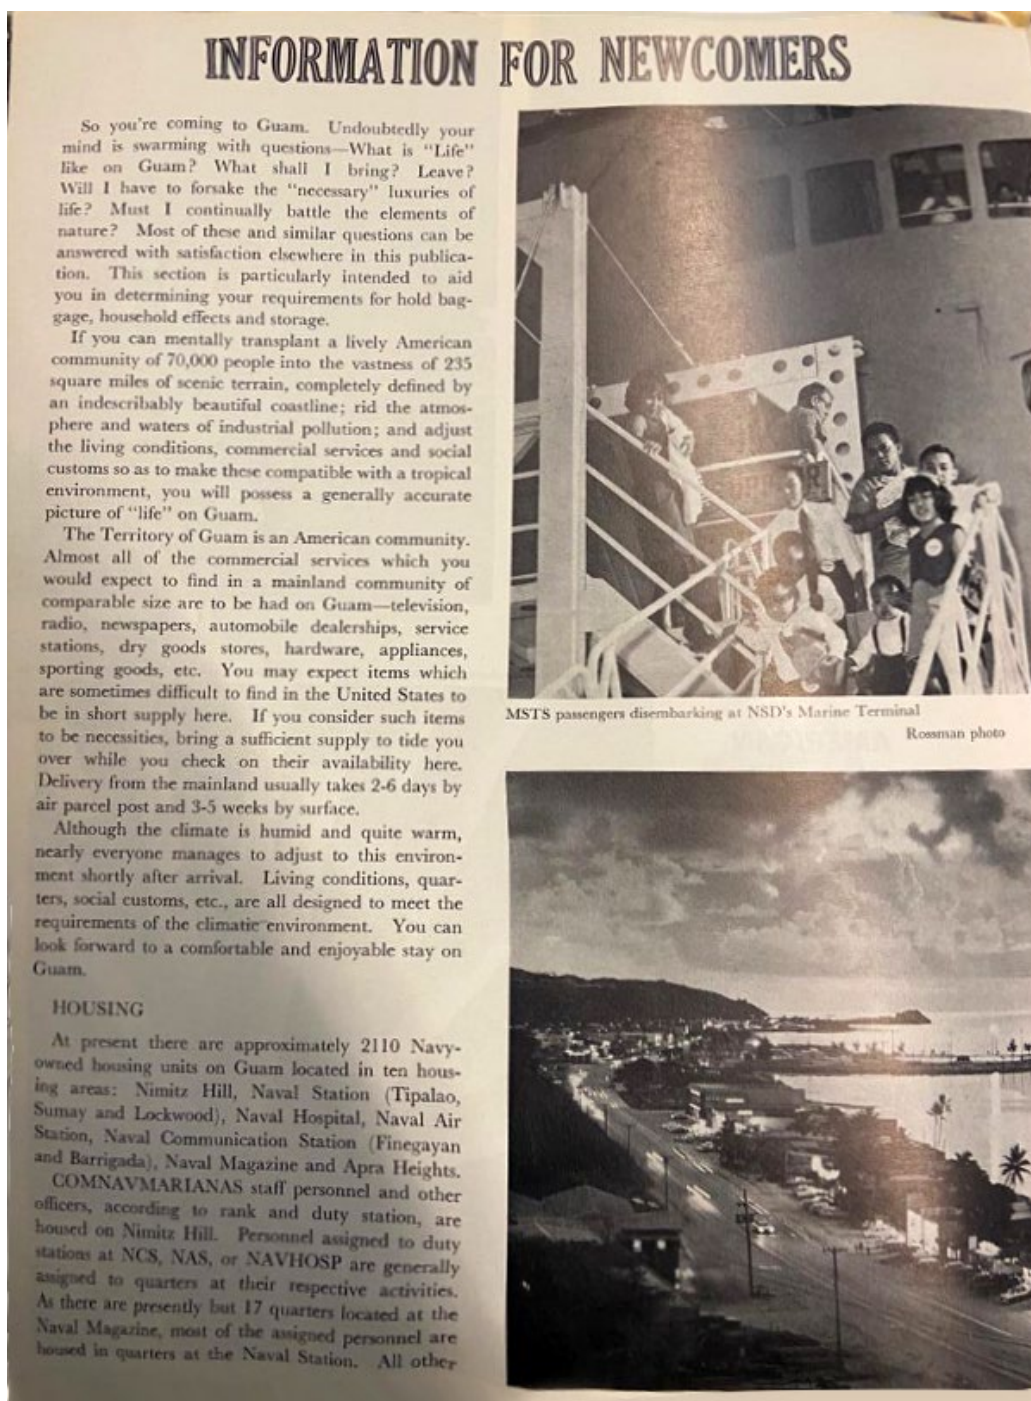 INFORMATION FOR NEWCOMERS
So you're coming to Guam. Undoubtedly your
mind is swarming with questions—What is "Life"
like on Guam? What shall I bring? Leave?
Will I have to forsake the "necessary" luxuries of
life? Must I continually battle the elements of
nature? Most of these and similar questions can be
answered with satisfaction elsewhere in this publica-
tion. This section is particularly intended to aid
you in determining your requirements for hold bag-
gage, household effects and storage.
If you can mentally transplant a lively American
community of 70,000 people into the vastness of 235
square miles of scenic terrain, completely defined by
an indescribably beautiful coastline; rid the atmos-
phere and waters of industrial pollution; and adjust
the living conditions, commercial services and social
customs so as to make these compatible with a tropical
environment, you will possess a generally accurate
picture of "life" on Guam.
The Territory of Guam is an American community.
Almost all of the commercial services which you
would expect to find in a mainland community of
comparable size are to be had on Guam—television,
radio, newspapers, automobile dealerships, service
stations, dry goods stores, hardware, appliances,
sporting goods, etc. You may expect items which
are sometimes difficult to find in the United States to
be in short supply here. If you consider such items
to be necessities, bring a sufficient supply to tide you
over while you check on their availability here.
Delivery from the mainland usually takes 2-6 days by
air parcel post and 3-5 weeks by surface.
Although the climate is humid and quite warm,
nearly everyone manages to adjust to this environ-
ment shortly after arrival. Living conditions, quar-
ters, social customs, etc., are all designed to meet the
requirements of the climatic environment. You can
look forward to a comfortable and enjoyable stay on
Guam.
HOUSING
At present there are approximately 2110 Navy-
owned housing units on Guam located in ten hous-
ing areas: Nimitz Hill, Naval Station (Tipalao,
Sumay and Lockwood), Naval Hospital, Naval Air
Station, Naval Communication Station (Finegayan
and Barrigada), Naval Magazine and Apra Heights.
COMNAVMARIANAS staff personnel and other
officers, according to rank and duty station, are
housed on Nimitz Hill. Personnel assigned to duty
stations at NCS, NAS, or NAVHOSP are generally
assigned to quarters at their respective activities.
As there are presently but 17 quarters located at the
Naval Magazine, most of the assigned personnel are
housed in quarters at the Naval Station. All other
MSTS passengers disembarking at NSD's Marine Terminal
Rossman photo